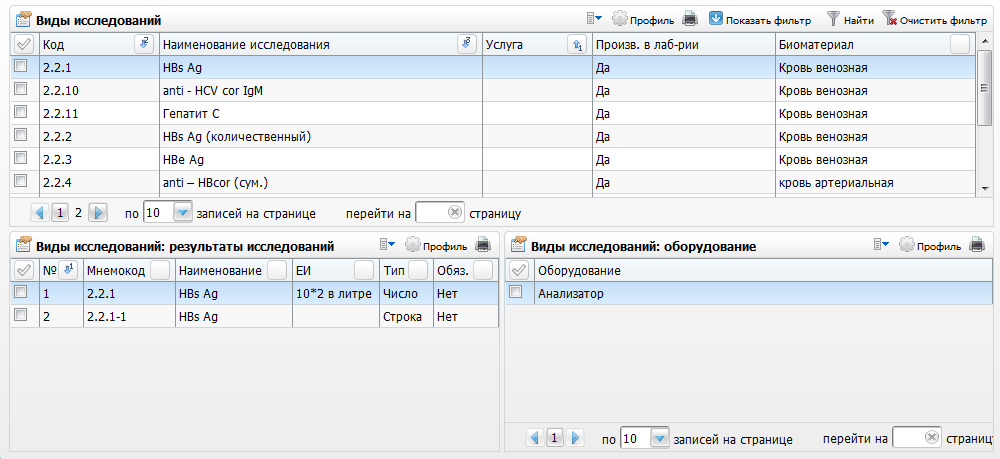 Виды исследований Профиль Показать фильтр Найти Очистить фильтр
Код 2 Наименование исследования 3 Услуга 1 Произв. в лаб-рии Биоматериал
2.2.1 HBs Ag Да Кровь венозная
2.2.10 anti - HCV cor IgM Да Кровь венозная
2.2.11 Гепатит С Да Кровь венозная
2.2.2 HBs Ag (количественный) Да Кровь венозная
2.2.3 HBe Ag Да Кровь венозная
2.2.4 anti – HBcor (сум.) Да кровь артериальная
1 2 по 10 записей на странице перейти на страницу
Виды исследований: результаты исследований Профиль
№ 1 Мнемокод Наименование ЕИ Тип Обяз.
1 2.2.1 HBs Ag 10*2 в литре Число Нет
2 2.2.1-1 HBs Ag Строка Нет
Виды исследований: оборудование Профиль
Оборудование
Анализатор
1 по 10 записей на странице перейти на страниц